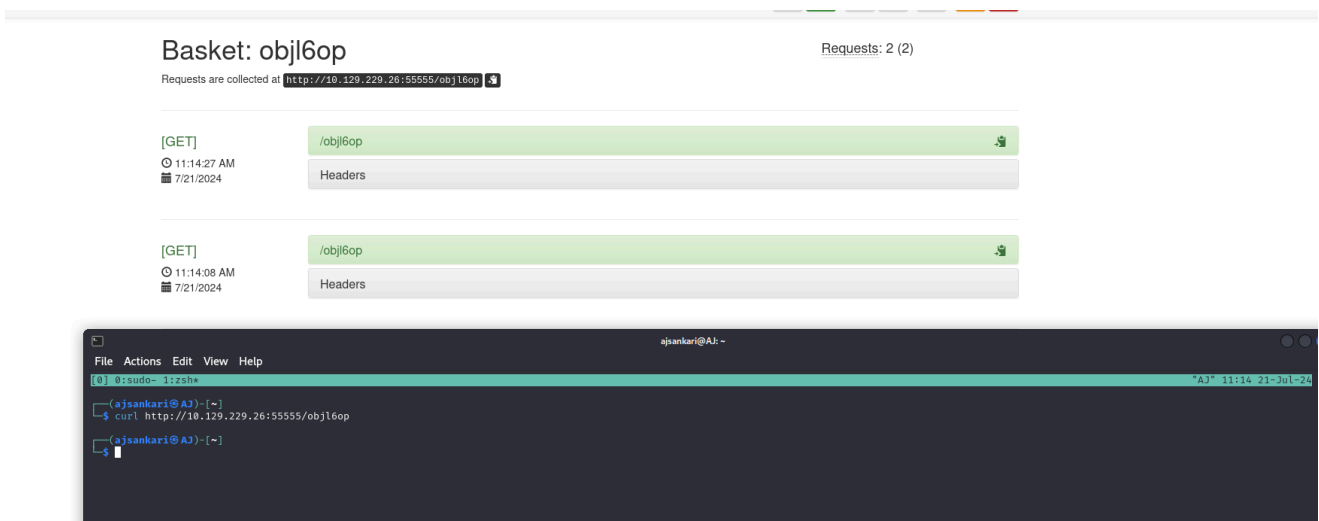 Basket: objl6op
Requests: 2 (2)
Requests are collected at http://10.129.229.26:55555/objl6op
[GET]
/objl6op
11:14:27 AM
7/21/2024
Headers
[GET]
/objl6op
11:14:08 AM
7/21/2024
Headers
ajsankari@AJ: ~
File Actions Edit View Help
[0] 0:sudo- 1:zsh* "AJ" 11:14 21-Jul-24
┌──(ajsankari㉿AJ)-[~]
└─$ curl http://10.129.229.26:55555/objl6op
┌──(ajsankari㉿AJ)-[~]
└─$